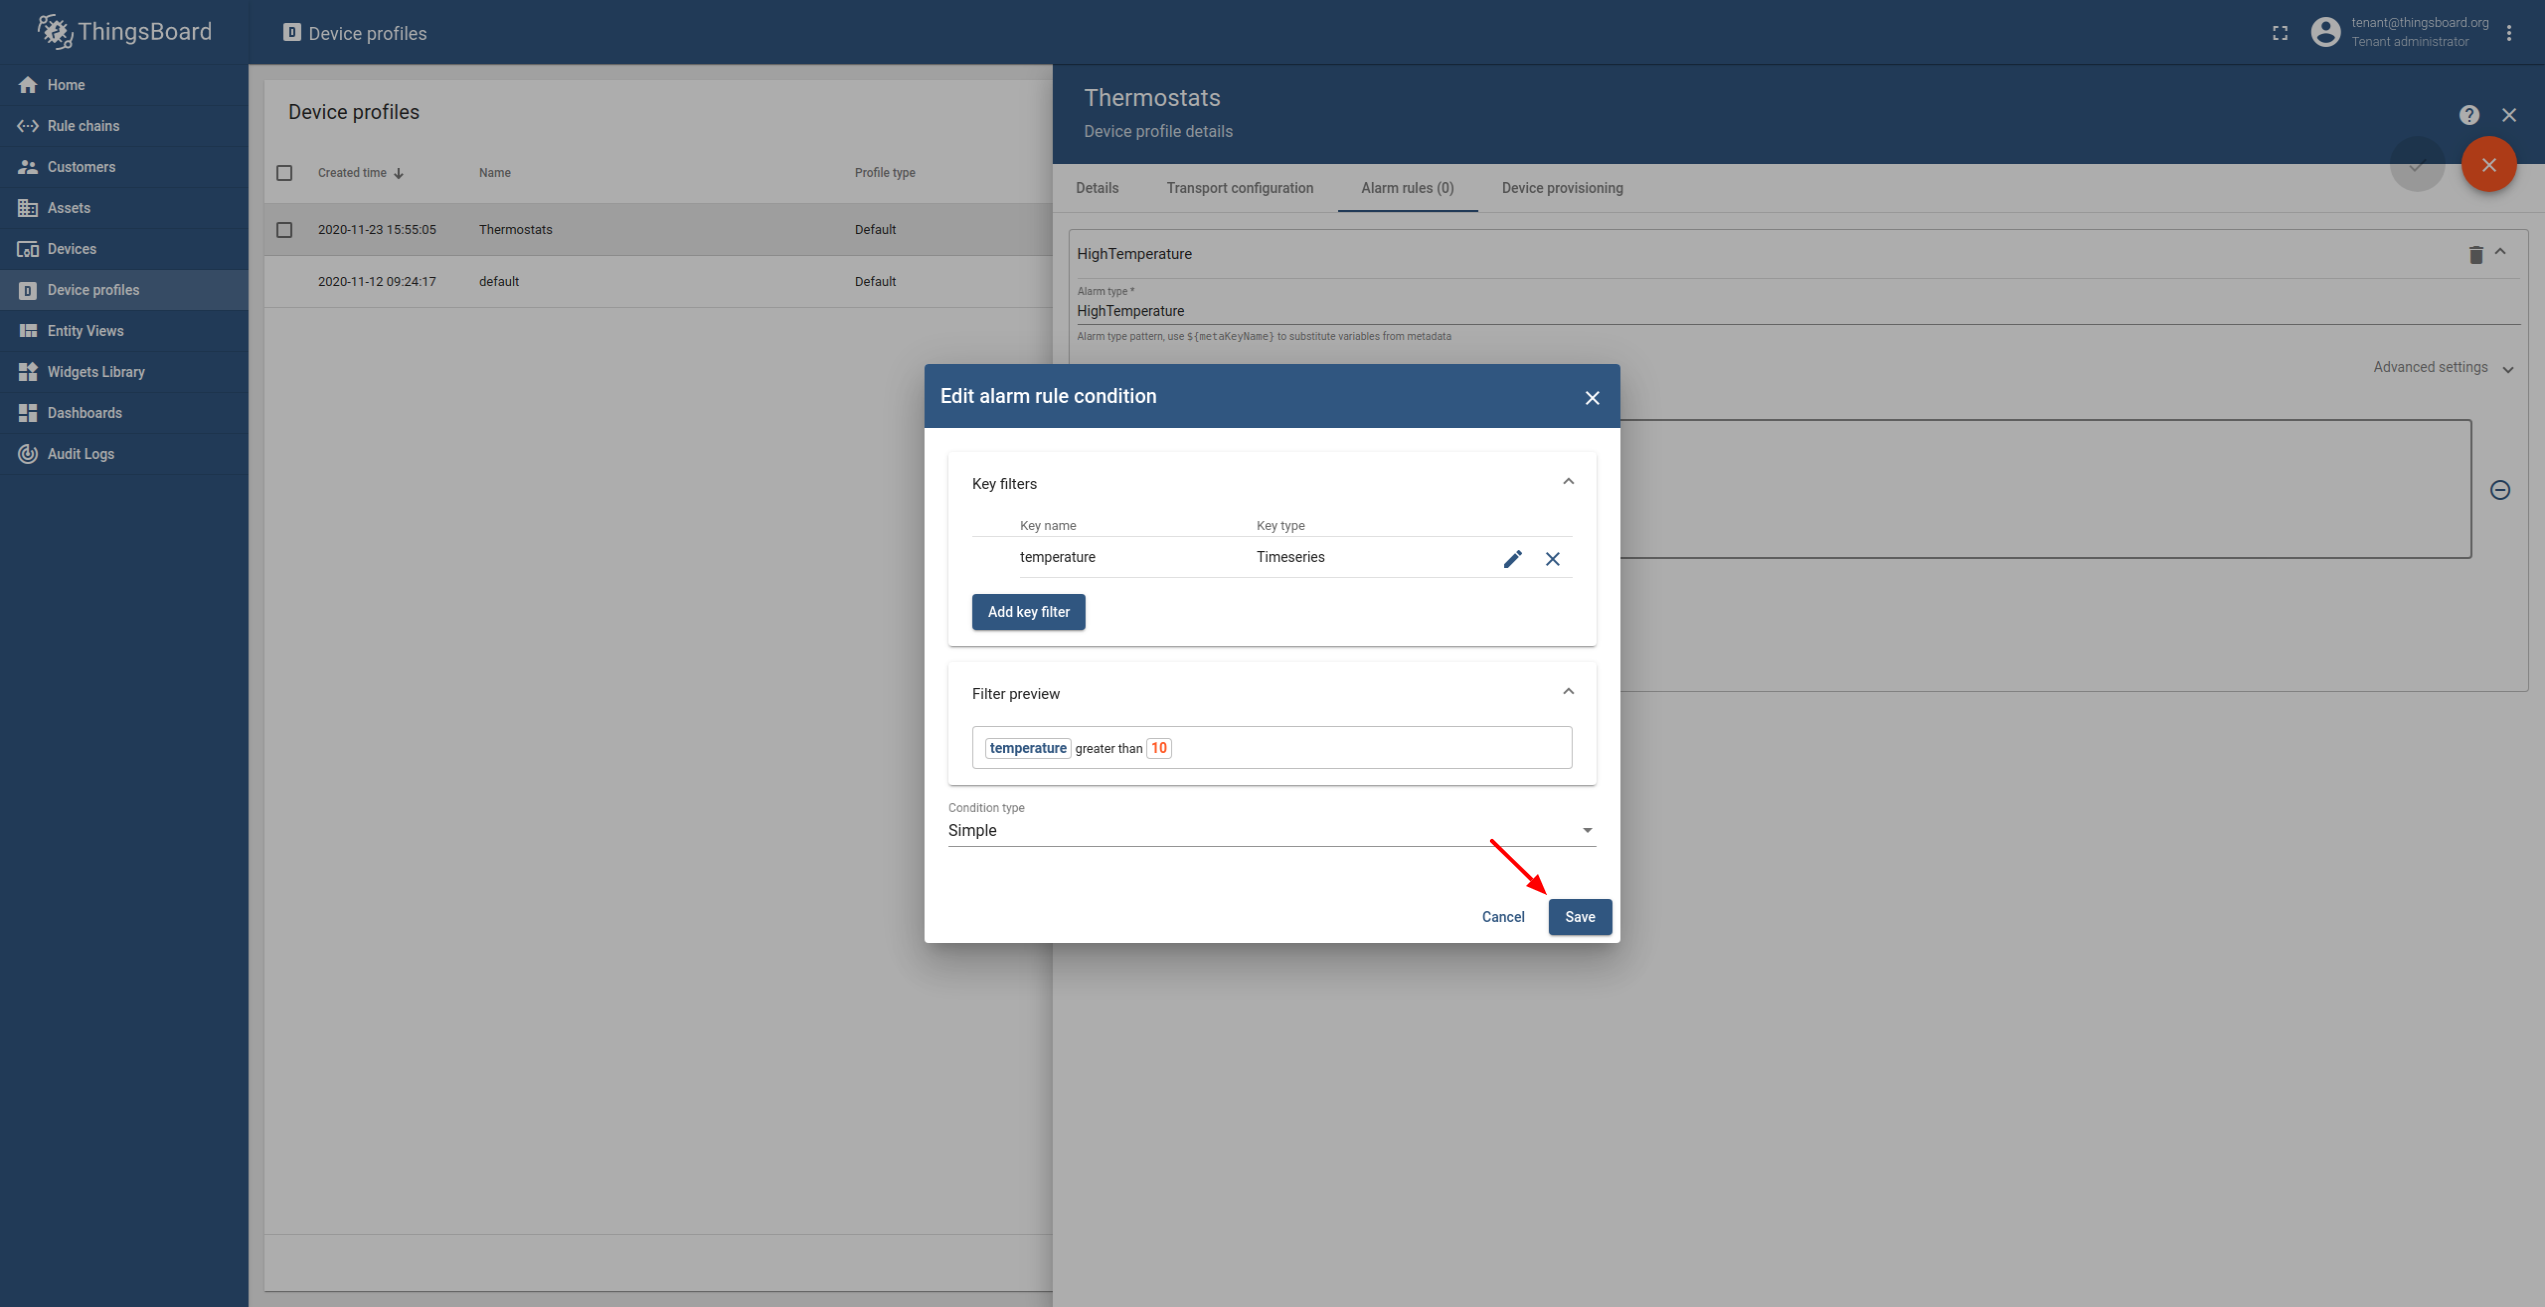 ThingsBoard
Device profiles
tenant@thingsboard.org
Tenant administrator
Home
Rule chains
Customers
Assets
Devices
Device profiles
Entity Views
Widgets Library
Dashboards
Audit Logs
Device profiles
Created time Name Profile type
2020-11-23 15:55:05 Thermostats Default
2020-11-12 09:24:17 default Default
Thermostats
Device profile details
Details Transport configuration Alarm rules (0) Device provisioning
HighTemperature
Alarm type *
HighTemperature
Alarm type pattern, use ${metaKeyName} to substitute variables from metadata
Advanced settings
Edit alarm rule condition
Key filters
Key name Key type
temperature Timeseries
Add key filter
Filter preview
temperature greater than 10
Condition type
Simple
Cancel Save